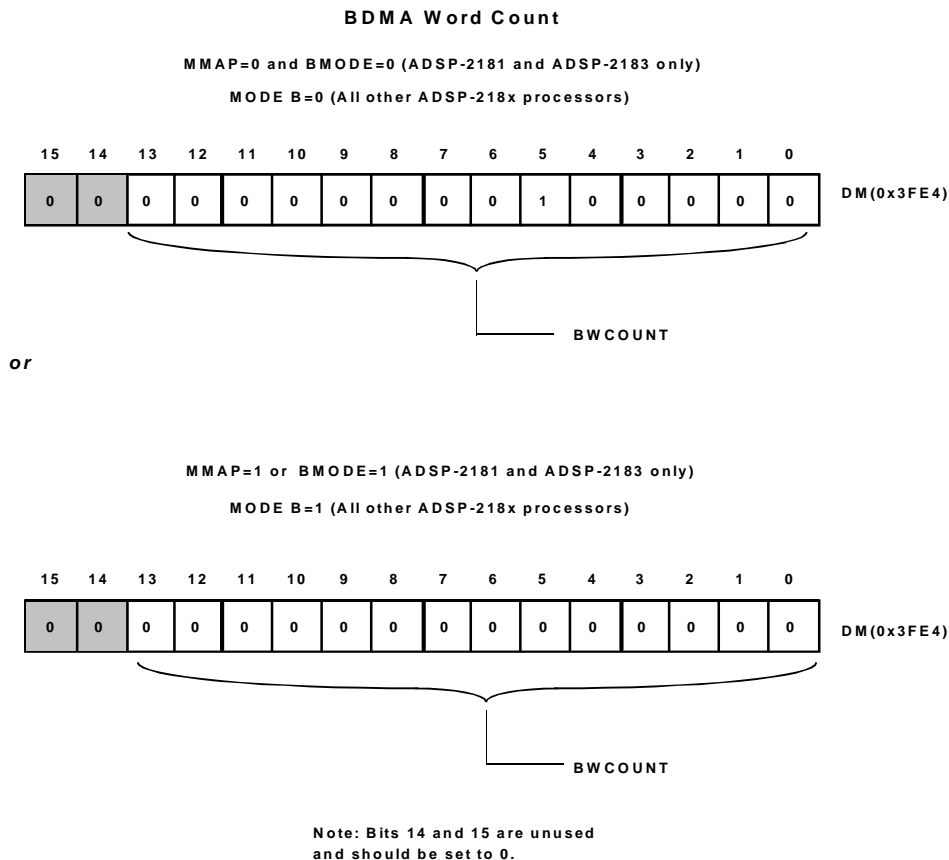 BDMA Word Count
MMAP=0 and BMODE=0 (ADSP-2181 and ADSP-2183 only)
MODE B=0 (All other ADSP-218x processors)
15 14 13 12 11 10 9 8 7 6 5 4 3 2 1 0
0 0 0 0 0 0 0 0 0 0 1 0 0 0 0 0 DM(0x3FE4)
BWCOUNT
or
MMAP=1 or BMODE=1 (ADSP-2181 and ADSP-2183 only)
MODE B=1 (All other ADSP-218x processors)
15 14 13 12 11 10 9 8 7 6 5 4 3 2 1 0
0 0 0 0 0 0 0 0 0 0 0 0 0 0 0 0 DM(0x3FE4)
BWCOUNT
Note: Bits 14 and 15 are unused
and should be set to 0.